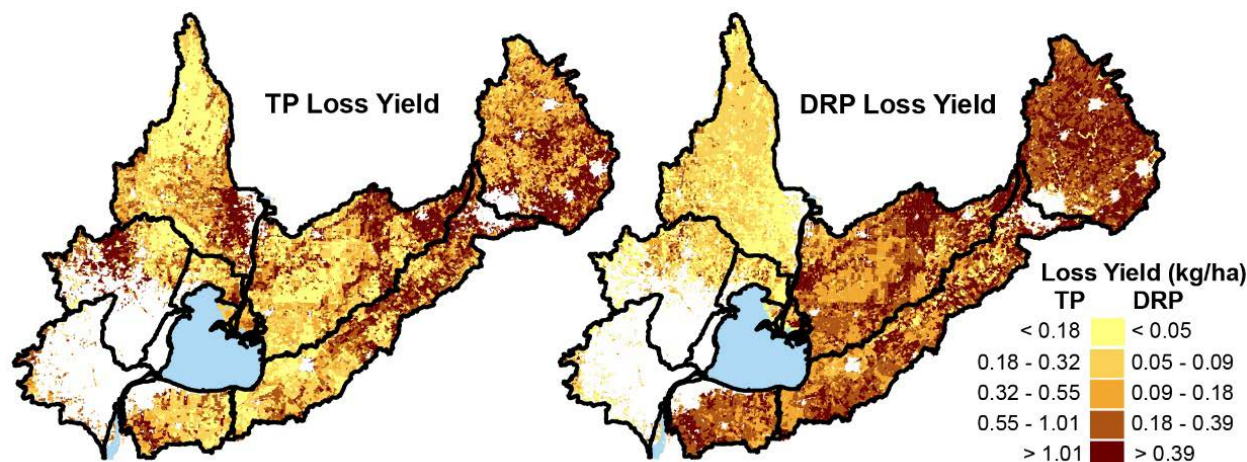 TP Loss Yield
DRP Loss Yield
Loss Yield (kg/ha)
TP DRP
< 0.18 < 0.05
0.18 - 0.32 0.05 - 0.09
0.32 - 0.55 0.09 - 0.18
0.55 - 1.01 0.18 - 0.39
> 1.01 > 0.39